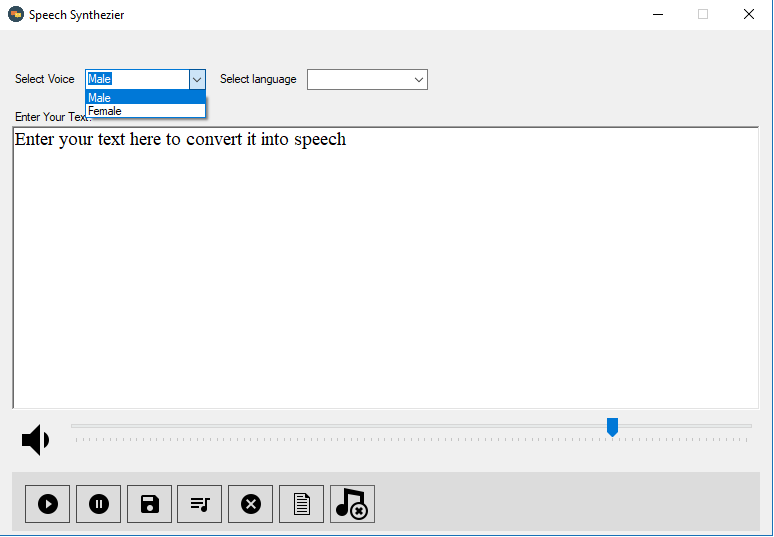 Speech Synthezier
Select Voice Male Select language
Male
Female
Enter Your Text:
Enter your text here to convert it into speech